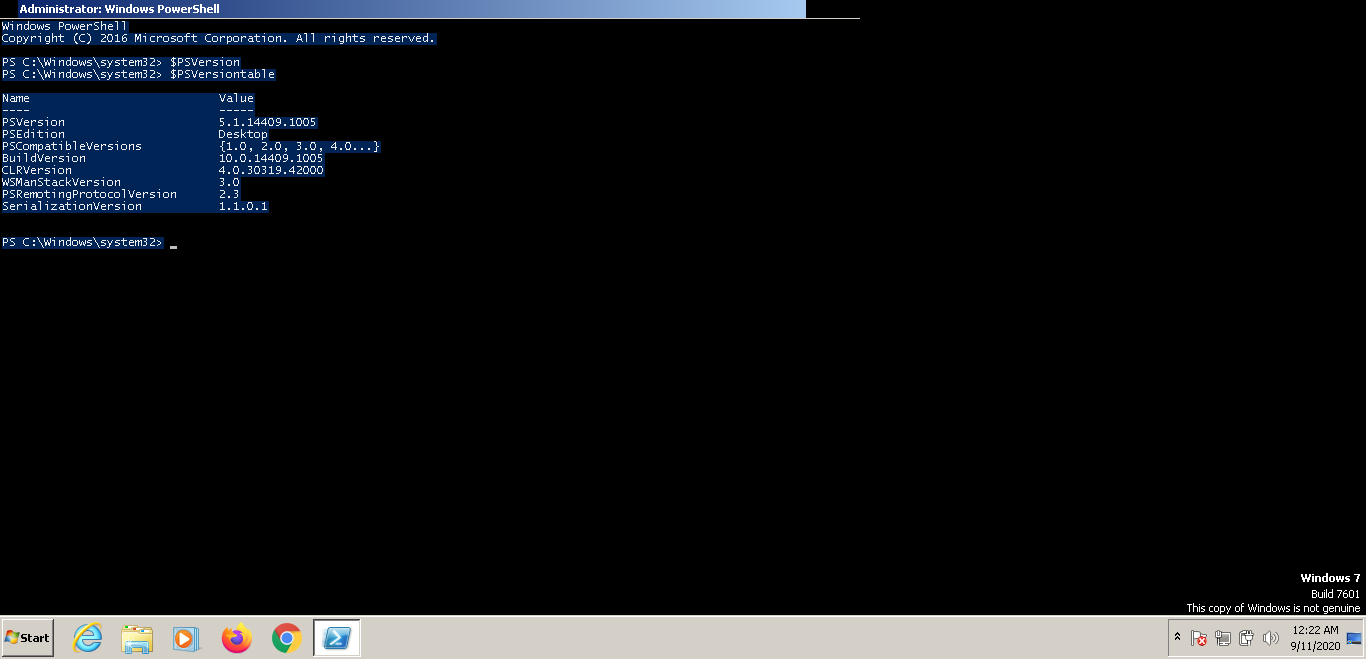 Administrator: Windows PowerShell
Windows PowerShell
Copyright (C) 2016 Microsoft Corporation. All rights reserved.
PS C:\Windows\system32> $PSVersion
PS C:\Windows\system32> $PSVersiontable
Name Value
---- -----
PSVersion 5.1.14409.1005
PSEdition Desktop
PSCompatibleVersions {1.0, 2.0, 3.0, 4.0...}
BuildVersion 10.0.14409.1005
CLRVersion 4.0.30319.42000
WSManStackVersion 3.0
PSRemotingProtocolVersion 2.3
SerializationVersion 1.1.0.1
PS C:\Windows\system32> _
Windows 7
Build 7601
This copy of Windows is not genuine
Start
12:22 AM
9/11/2020